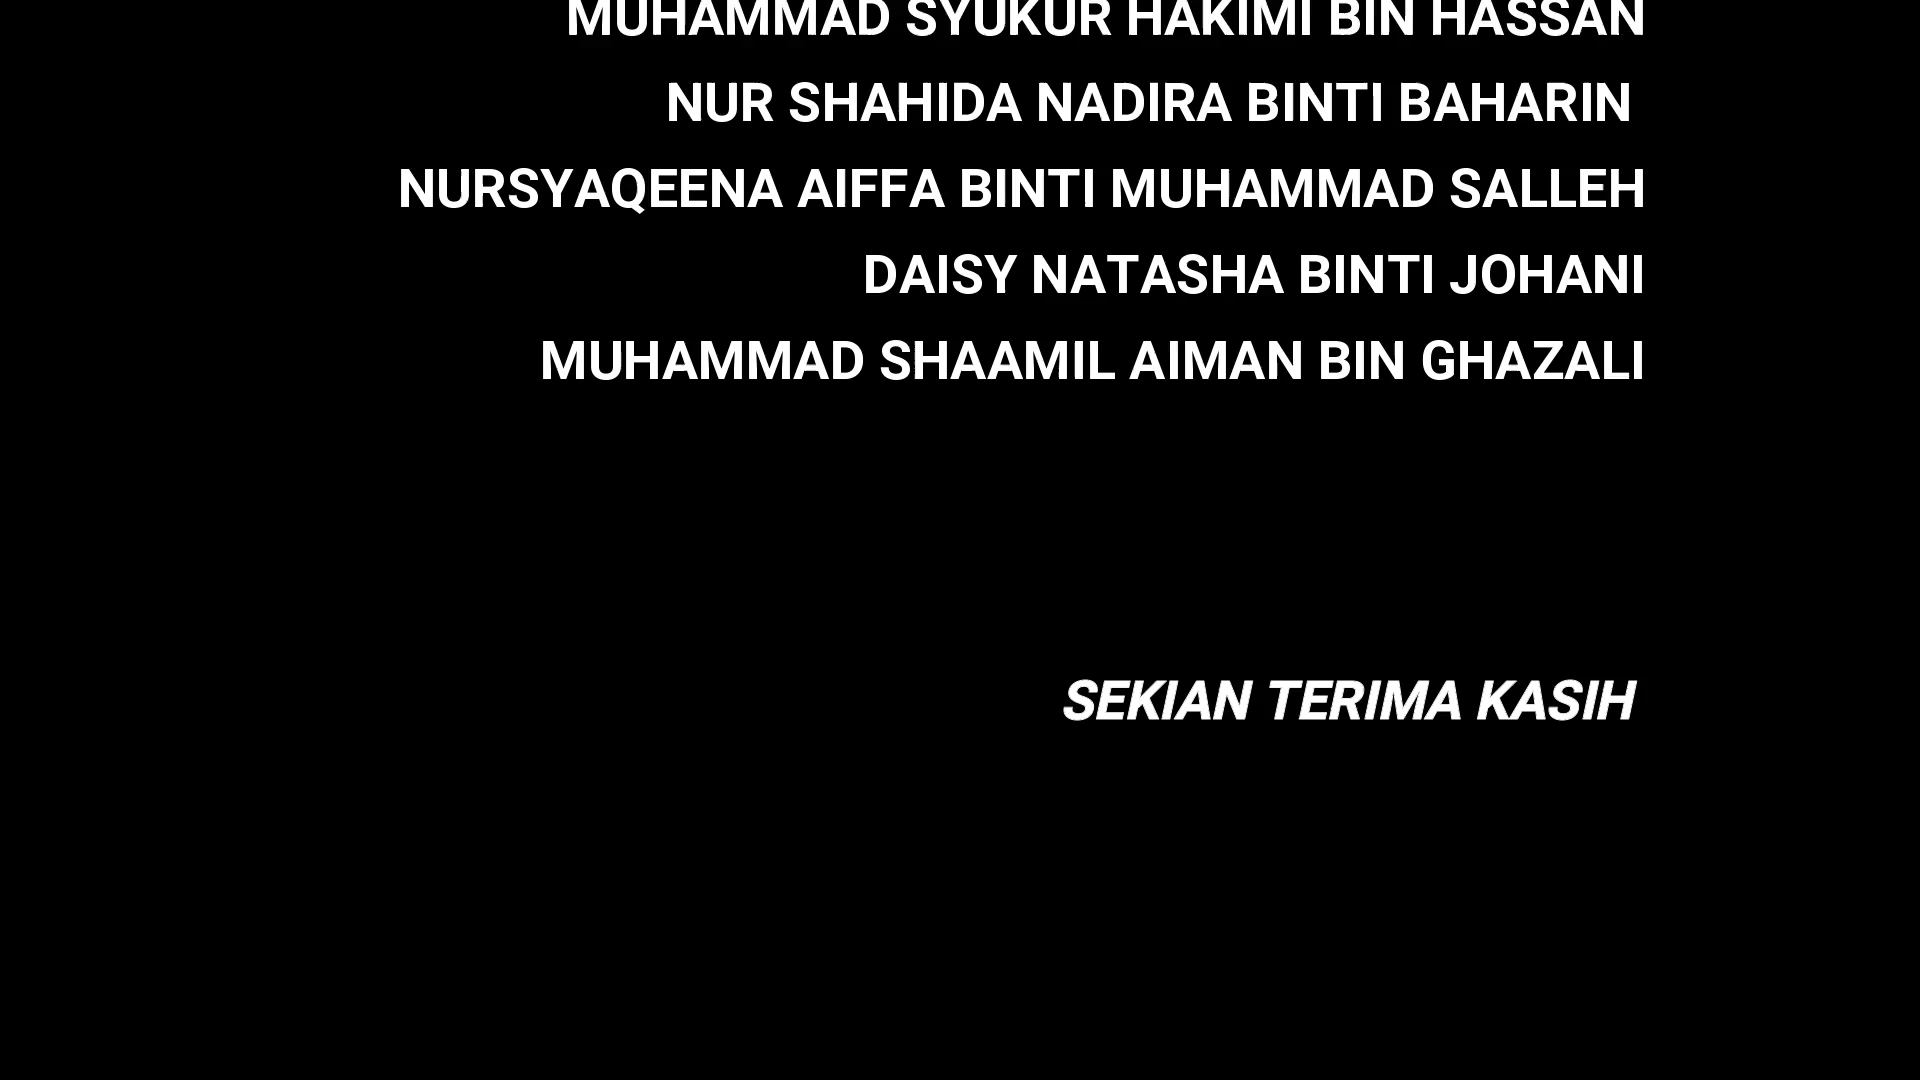 MUHAMMAD SYUKUR HAKIMI BIN HASSAN
NUR SHAHIDA NADIRA BINTI BAHARIN
NURSYAQEENA AIFFA BINTI MUHAMMAD SALLEH
DAISY NATASHA BINTI JOHANI
MUHAMMAD SHAAMIL AIMAN BIN GHAZALI
SEKIAN TERIMA KASIH